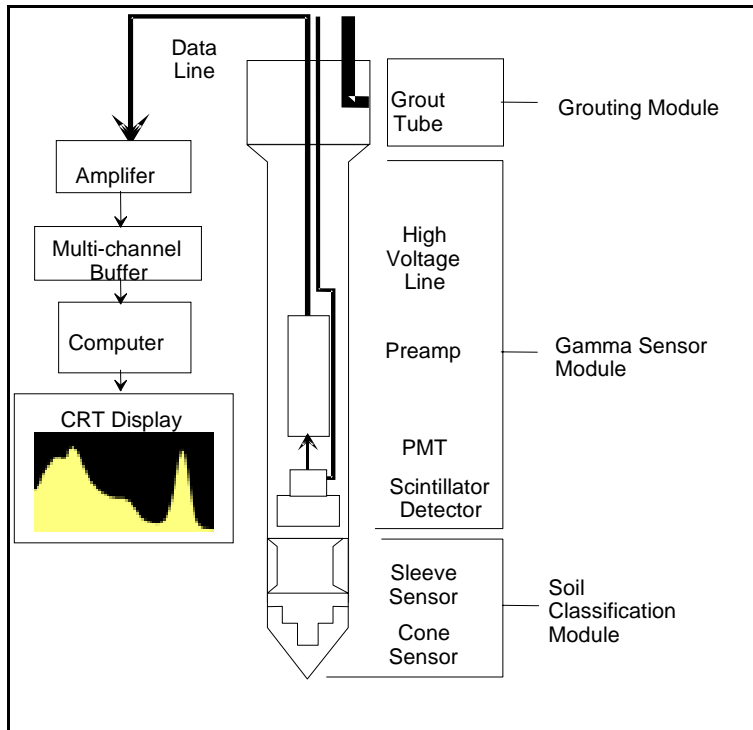 Data
Line
Amplifer
Multi-channel
Buffer
Computer
CRT Display
Grout
Tube
Grouting Module
High
Voltage
Line
Preamp
PMT
Scintillator
Detector
Gamma Sensor
Module
Sleeve
Sensor
Cone
Sensor
Soil
Classification
Module